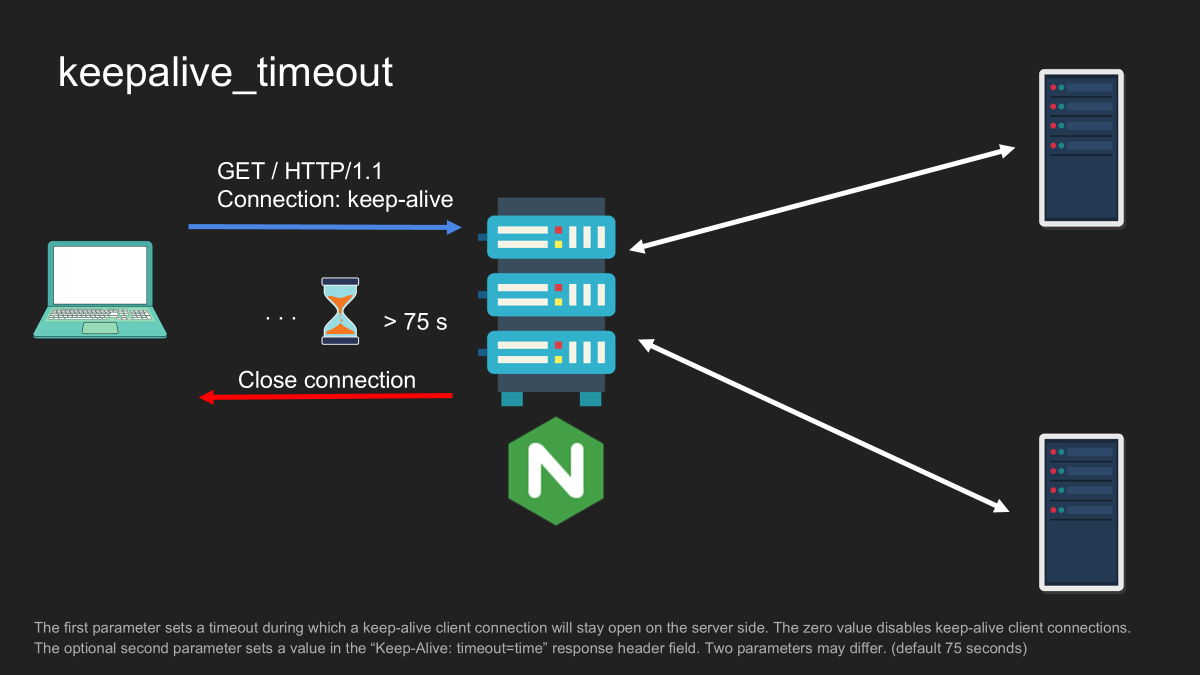 keepalive_timeout
GET / HTTP/1.1
Connection: keep-alive
. . .
> 75 s
Close connection
N
The first parameter sets a timeout during which a keep-alive client connection will stay open on the server side. The zero value disables keep-alive client connections.
The optional second parameter sets a value in the “Keep-Alive: timeout=time” response header field. Two parameters may differ. (default 75 seconds)